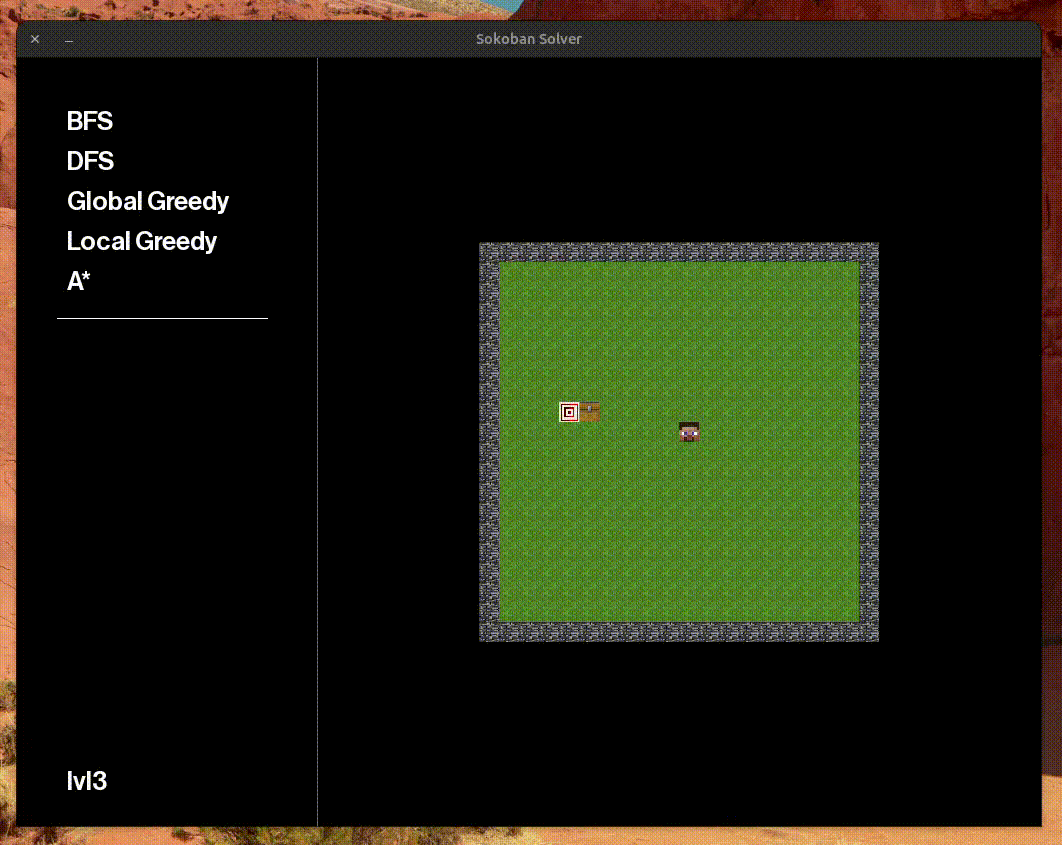 Sokoban Solver
BFS
DFS
Global Greedy
Local Greedy
A*
lvl3